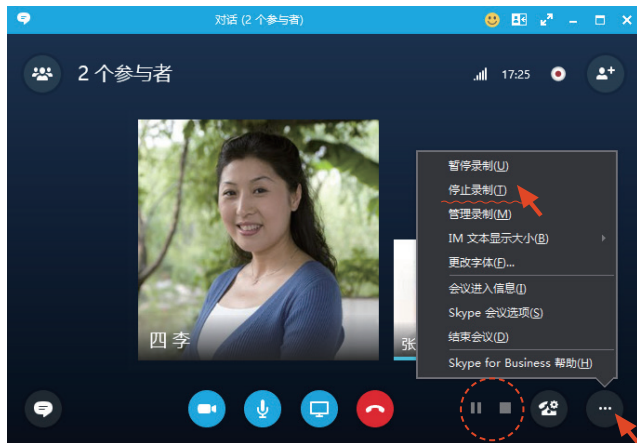 对话 (2 个参与者)
2 个参与者
17:25
暂停录制(U)
停止录制(T)
管理录制(M)
IM 文本显示大小(B)
更改字体(F)...
会议进入信息(I)
Skype 会议选项(S)
结束会议(D)
Skype for Business 帮助(H)
四 李
张